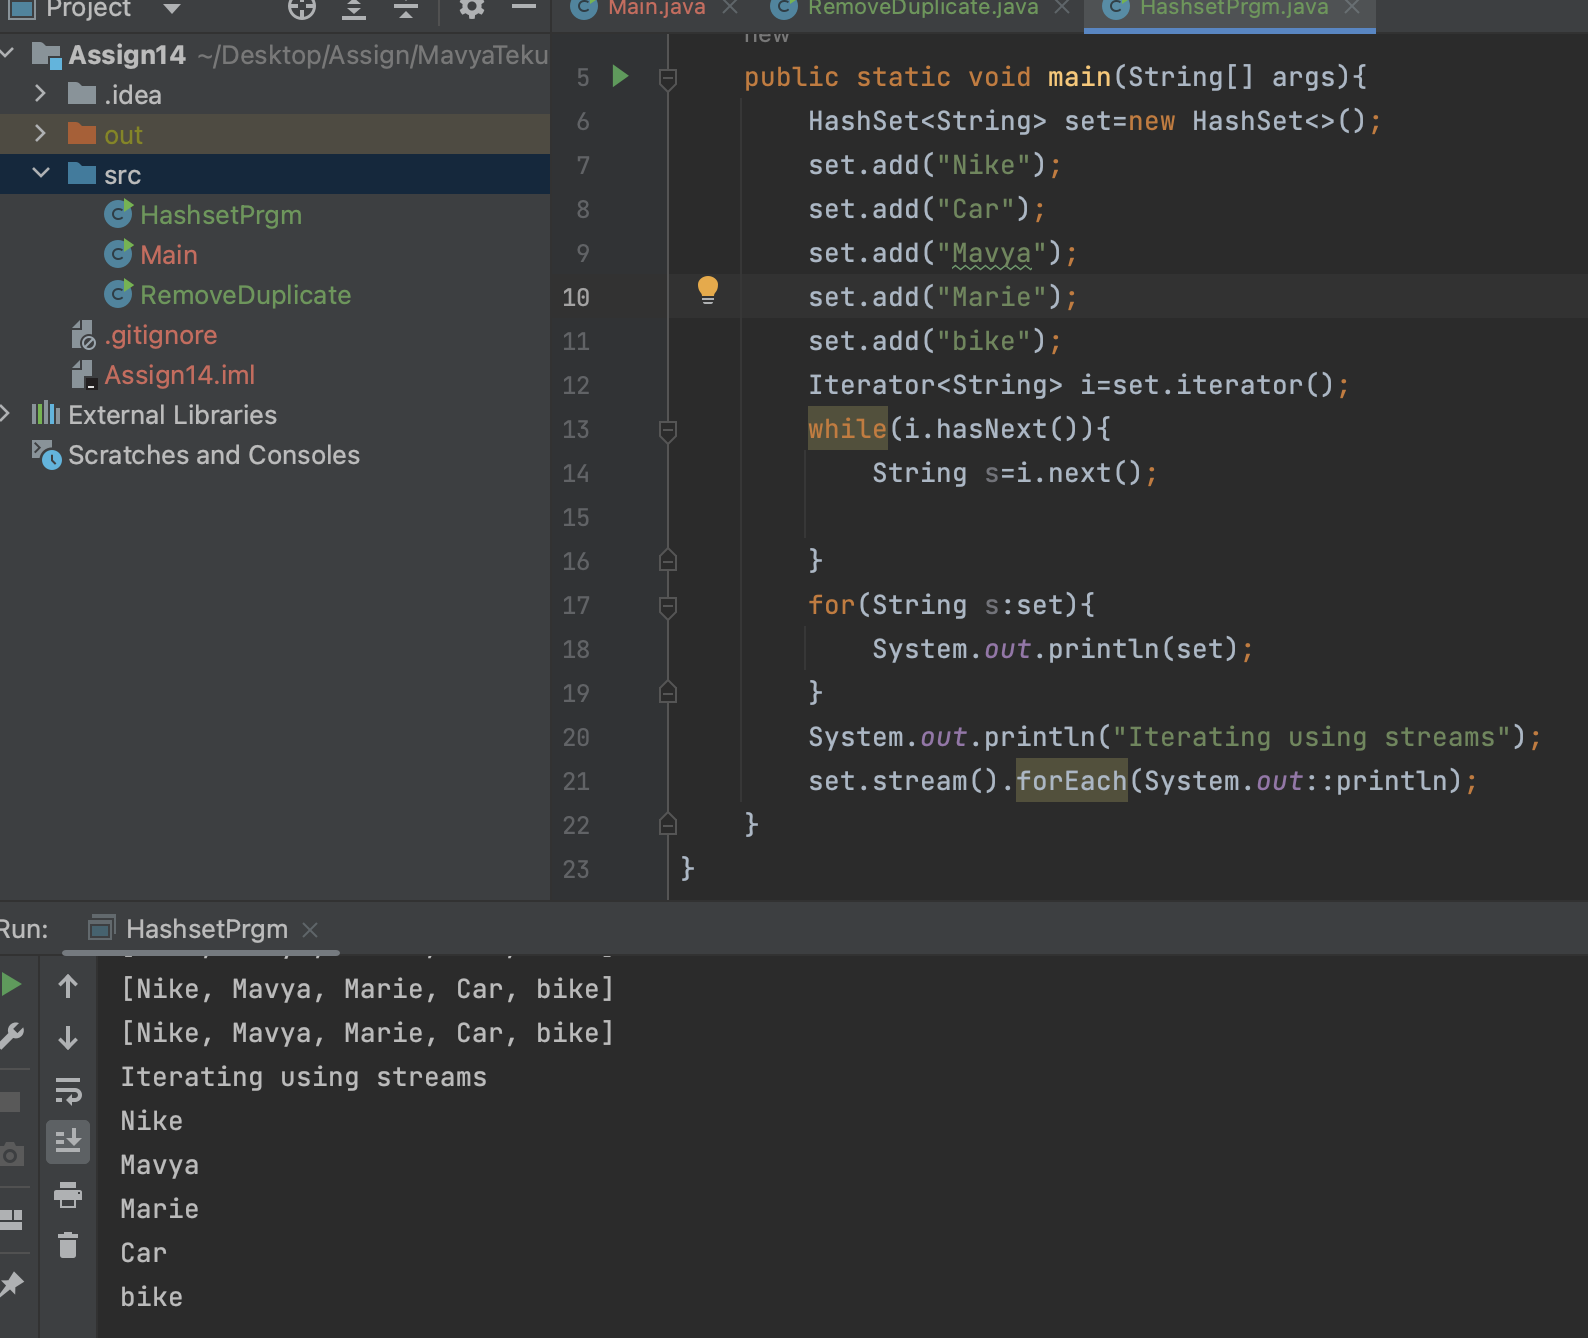 Project
Main.java
RemoveDuplicate.java
HashsetPrgm.java
Assign14 ~/Desktop/Assign/MavyaTeku
.idea
out
src
HashsetPrgm
Main
RemoveDuplicate
.gitignore
Assign14.iml
External Libraries
Scratches and Consoles
new
5 public static void main(String[] args){
6 HashSet<String> set=new HashSet<>();
7 set.add("Nike");
8 set.add("Car");
9 set.add("Mavya");
10 set.add("Marie");
11 set.add("bike");
12 Iterator<String> i=set.iterator();
13 while(i.hasNext()){
14 String s=i.next();
15
16 }
17 for(String s:set){
18 System.out.println(set);
19 }
20 System.out.println("Iterating using streams");
21 set.stream().forEach(System.out::println);
22 }
23 }
Run: HashsetPrgm
[Nike, Mavya, Marie, Car, bike]
[Nike, Mavya, Marie, Car, bike]
Iterating using streams
Nike
Mavya
Marie
Car
bike